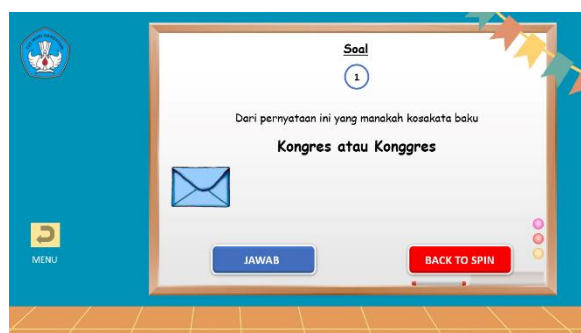 Soal
1
Dari pernyataan ini yang manakah kosakata baku
Kongres atau Konggres
MENU
JAWAB
BACK TO SPIN